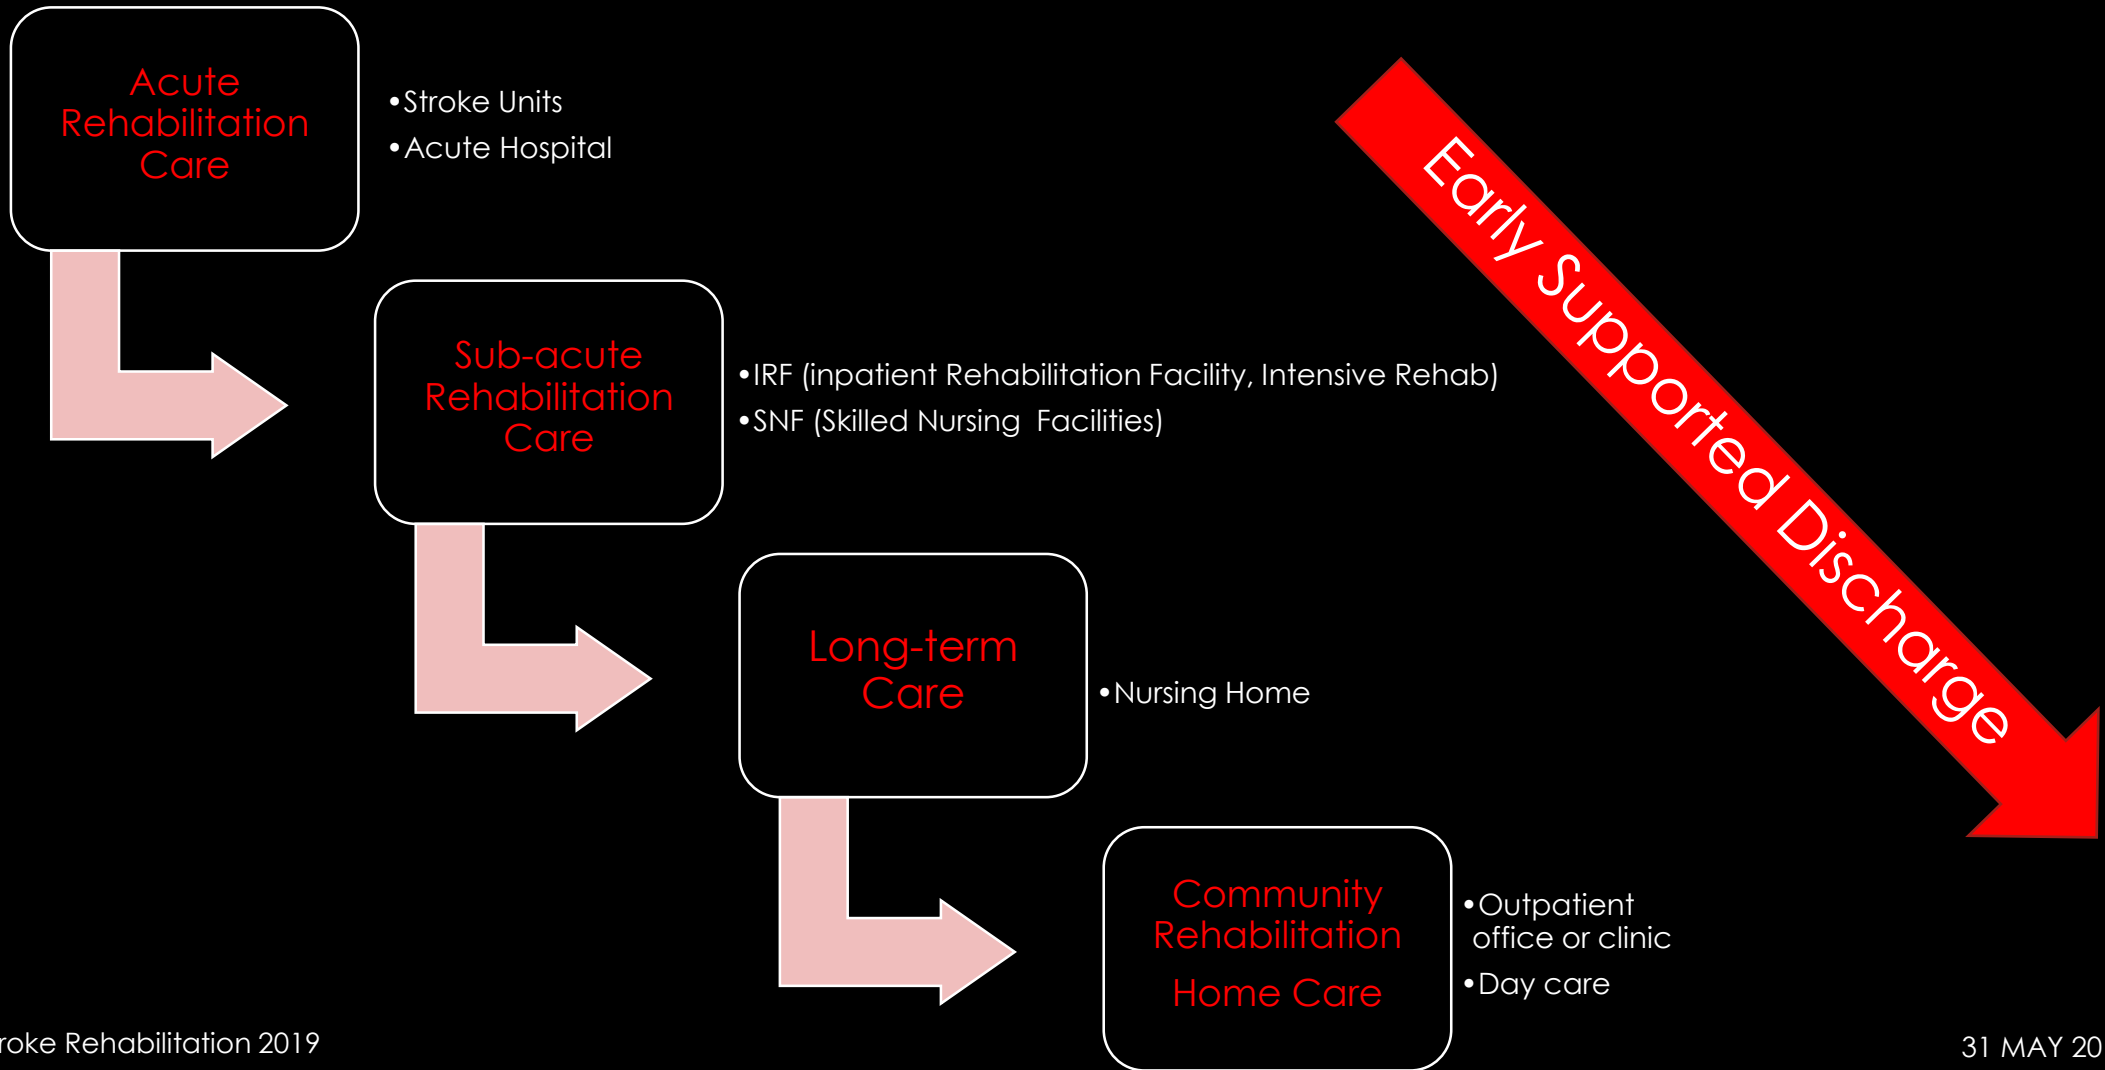 Acute
Rehabilitation
Care
•Stroke Units
•Acute Hospital
Early Supported Discharge
Sub-acute
Rehabilitation
Care
•IRF (inpatient Rehabilitation Facility, Intensive Rehab)
•SNF (Skilled Nursing Facilities)
Long-term
Care
•Nursing Home
Community
Rehabilitation
Home Care
•Outpatient
office or clinic
•Day care
roke Rehabilitation 2019
31 MAY 20